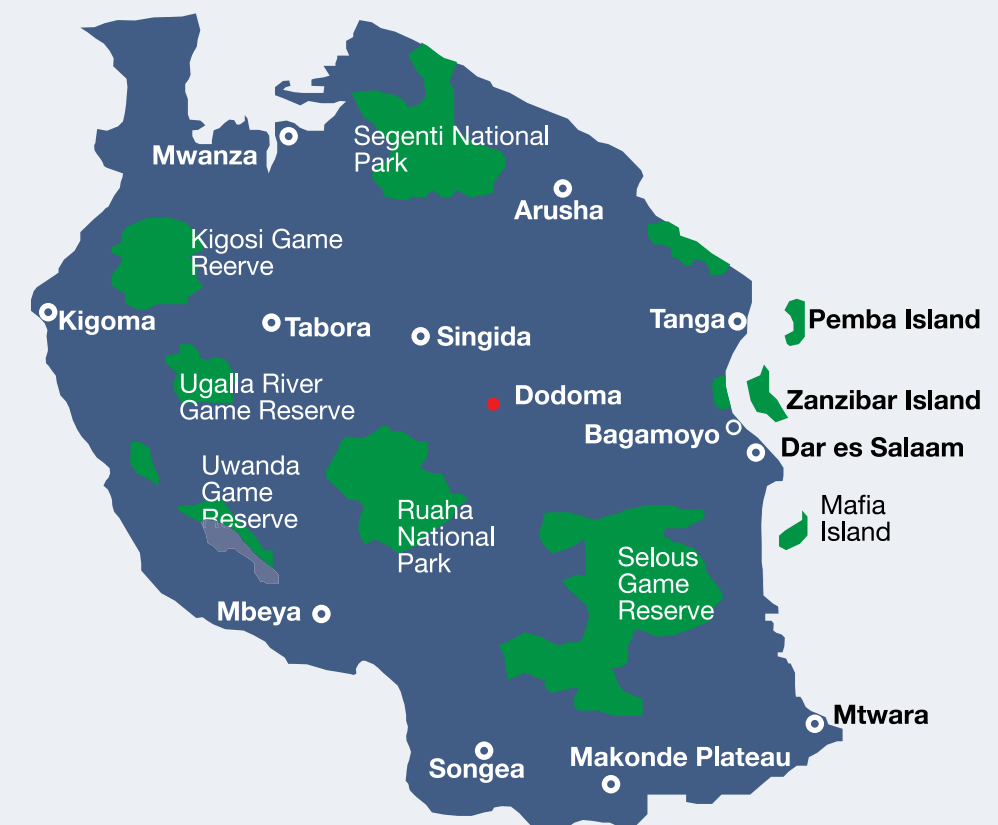 Segenti National
Park
Mwanza
Arusha
Kigosi Game
Reerve
Kigoma
Tabora
Singida
Tanga
Pemba Island
Ugalla River
Game Reserve
Dodoma
Zanzibar Island
Bagamoyo
Dar es Salaam
Uwanda
Game
Reserve
Ruaha
National
Park
Mafia
Island
Selous
Game
Reserve
Mbeya
Mtwara
Songea
Makonde Plateau